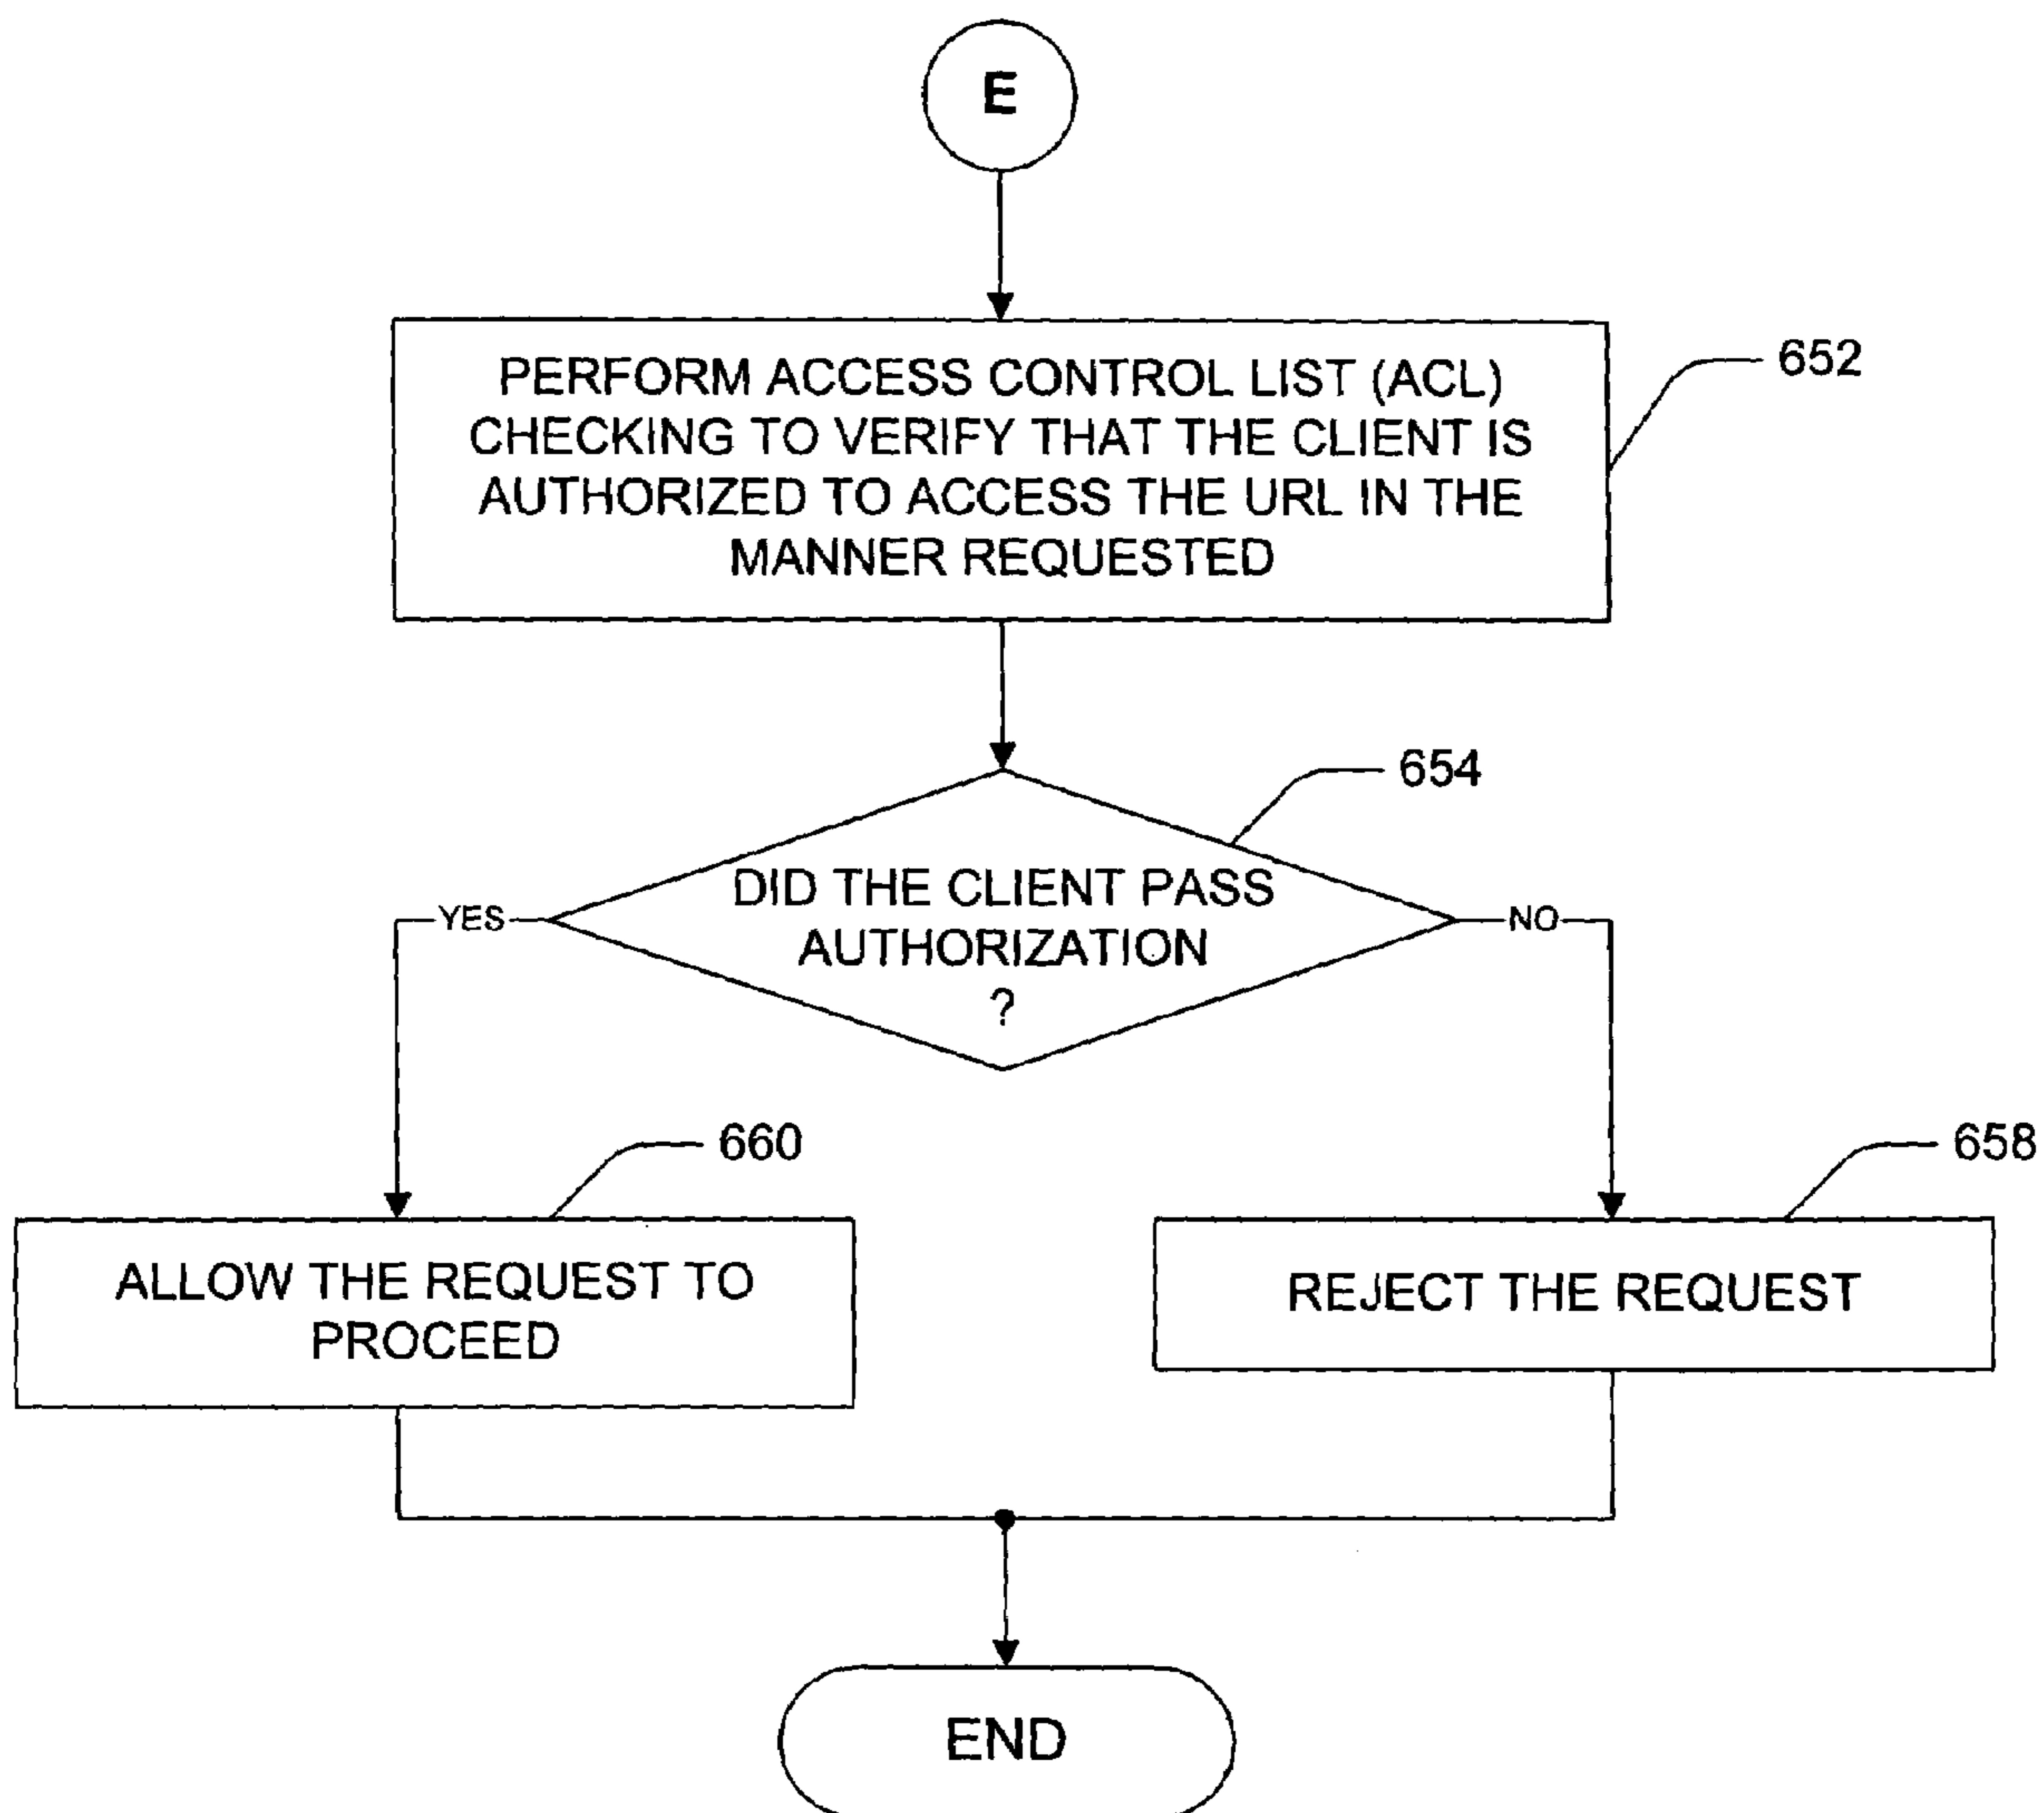 E
PERFORM ACCESS CONTROL LIST (ACL)
CHECKING TO VERIFY THAT THE CLIENT IS
AUTHORIZED TO ACCESS THE URL IN THE
MANNER REQUESTED
652
654
DID THE CLIENT PASS
AUTHORIZATION
?
YES
NO
660
658
ALLOW THE REQUEST TO
PROCEED
REJECT THE REQUEST
END